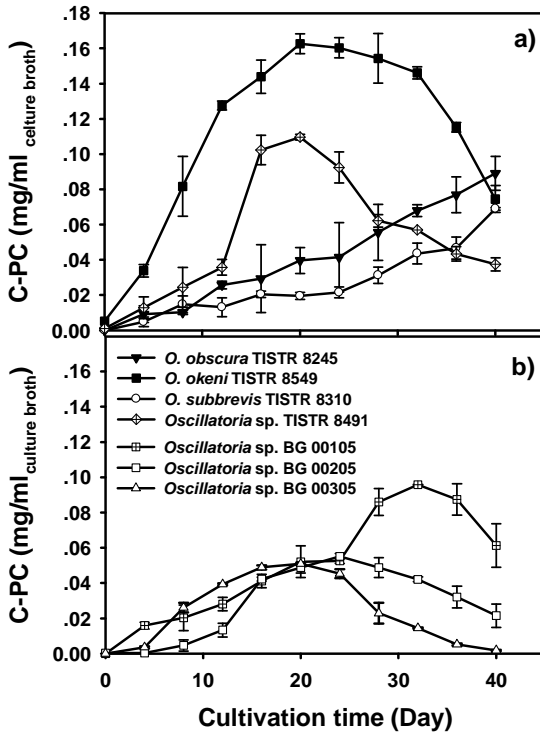 a)
C-PC (mg/ml celture broth)
.18
.16
.14
.12
.10
.08
.06
.04
.02
0.00
b)
C-PC (mg/ml culture broth)
O. obscura TISTR 8245
O. okeni TISTR 8549
O. subbrevis TISTR 8310
Oscillatoria sp. TISTR 8491
Oscillatoria sp. BG 00105
Oscillatoria sp. BG 00205
Oscillatoria sp. BG 00305
.16
.14
.12
.10
.08
.06
.04
.02
0.00
0 10 20 30 40
Cultivation time (Day)